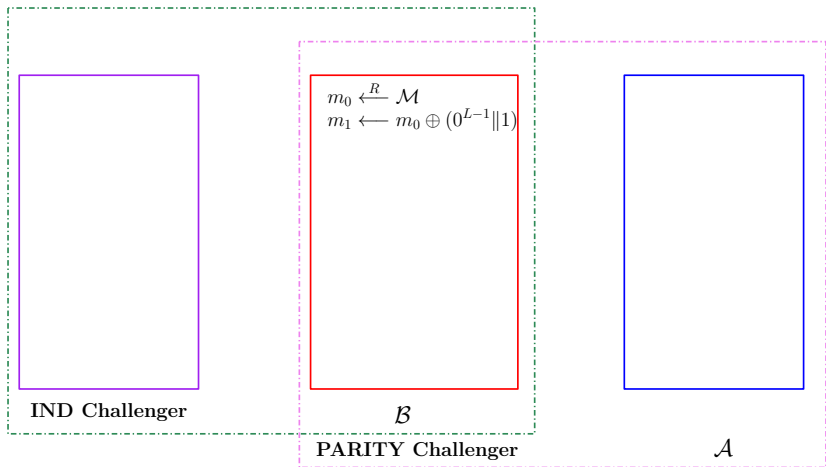 m₀ ←ᴿ 𝓜
m₁ ⟵ m₀ ⊕ (0ᴸ⁻¹‖1)
IND Challenger
𝓑
PARITY Challenger
𝓐